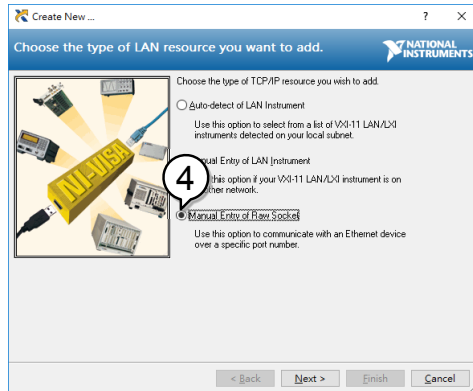 Create New ...
? ×
Choose the type of LAN resource you want to add.
NATIONAL
INSTRUMENTS
Choose the type of TCP/IP resource you wish to add.
Auto-detect of LAN Instrument
Use this option to select from a list of VXI-11 LAN/LXI
instruments detected on your local subnet.
anual Entry of LAN Instrument
this option if your VXI-11 LAN/LXI instrument is on
other network.
4
Manual Entry of Raw Socket
Use this option to communicate with an Ethernet device
over a specific port number.
NI-VISA
< Back
Next >
Finish
Cancel